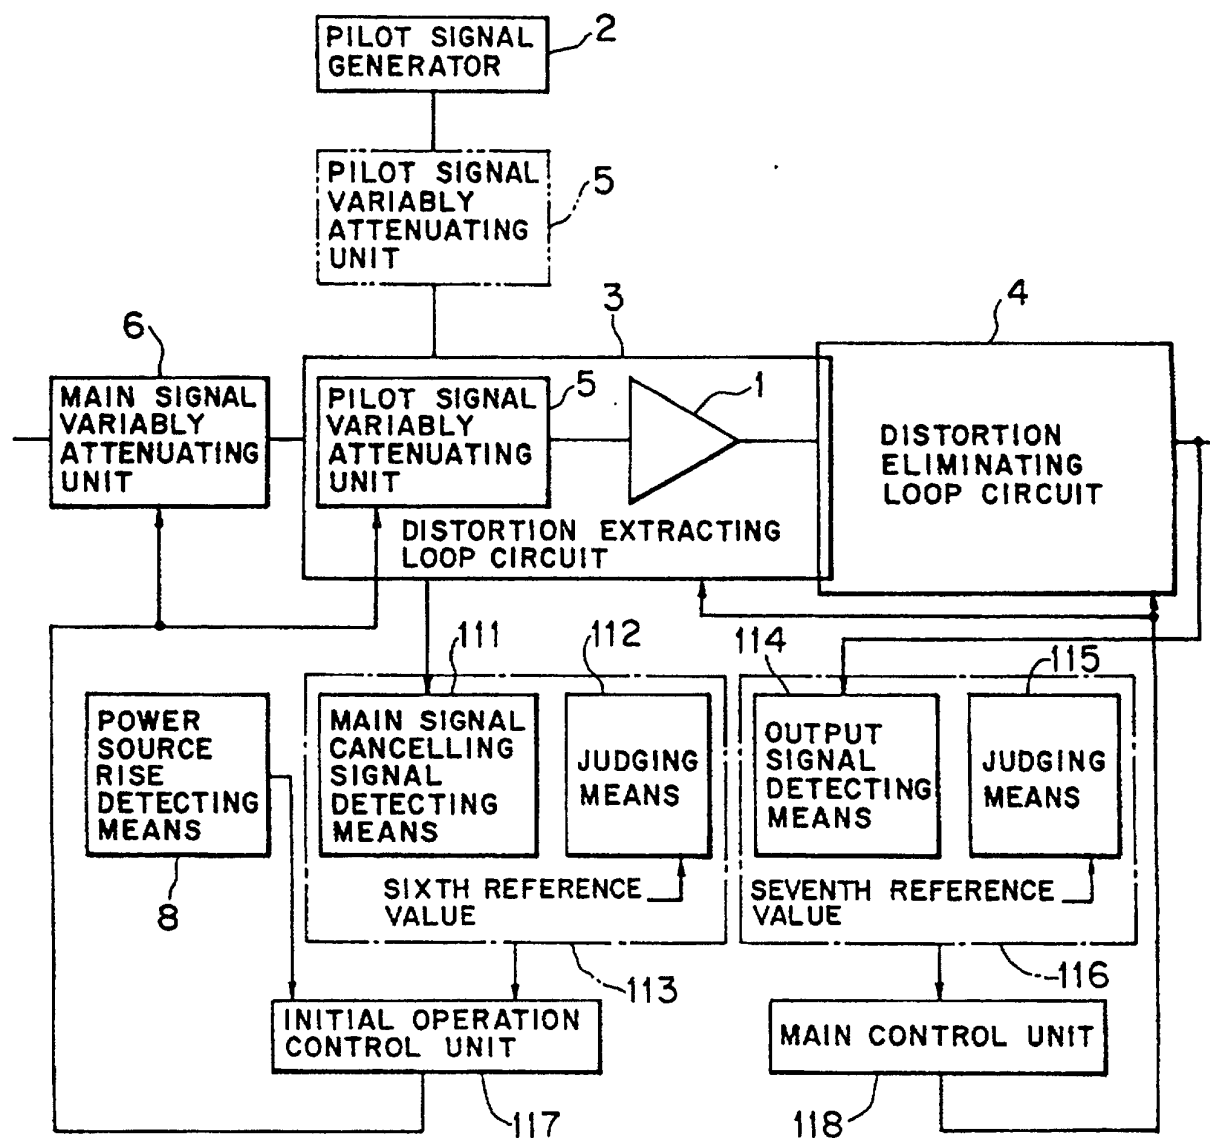 PILOT SIGNAL
GENERATOR
2
PILOT SIGNAL
VARIABLY
ATTENUATING
UNIT
5
3
4
6
MAIN SIGNAL
VARIABLY
ATTENUATING
UNIT
PILOT SIGNAL
VARIABLY
ATTENUATING
UNIT
5
1
DISTORTION EXTRACTING
LOOP CIRCUIT
DISTORTION
ELIMINATING
LOOP CIRCUIT
111
112
114
115
POWER
SOURCE
RISE
DETECTING
MEANS
8
MAIN SIGNAL
CANCELLING
SIGNAL
DETECTING
MEANS
JUDGING
MEANS
SIXTH REFERENCE
VALUE
OUTPUT
SIGNAL
DETECTING
MEANS
JUDGING
MEANS
SEVENTH REFERENCE
VALUE
113
116
INITIAL OPERATION
CONTROL UNIT
117
MAIN CONTROL UNIT
118